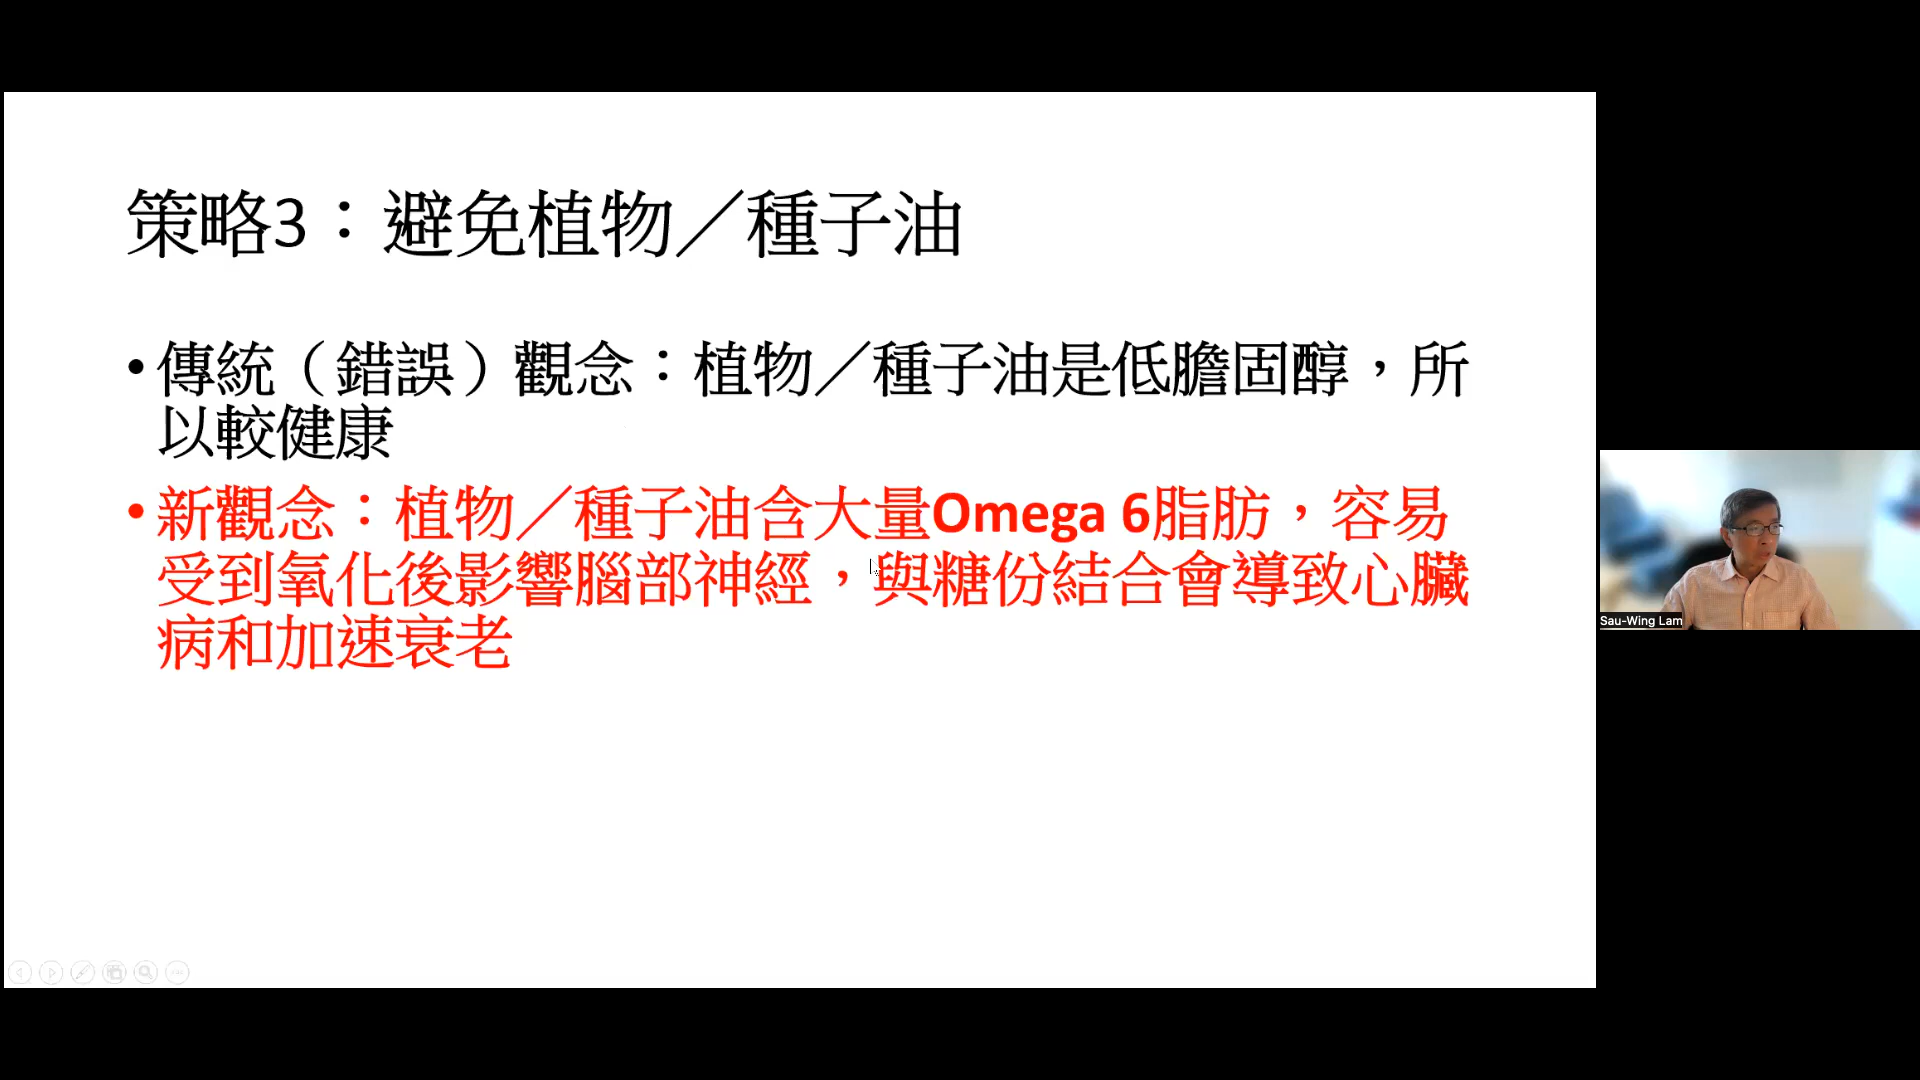 策略3：避免植物／種子油
•傳統（錯誤）觀念：植物／種子油是低膽固醇，所
以較健康
•新觀念：植物／種子油含大量Omega 6脂肪，容易
受到氧化後影響腦部神經，與糖份結合會導致心臟
病和加速衰老
Sau-Wing Lam